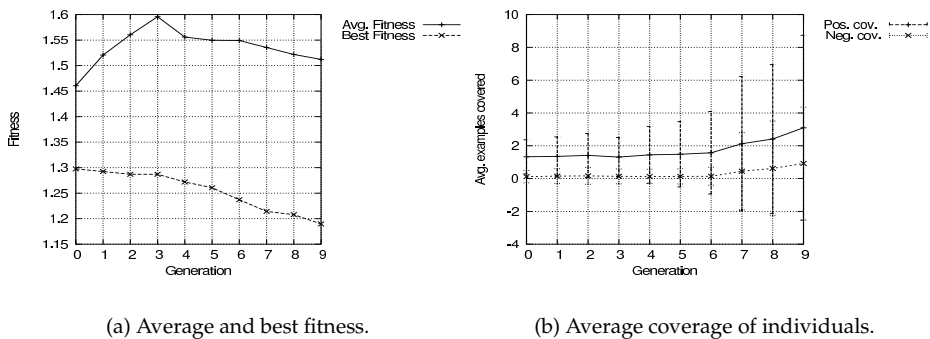 Avg. Fitness
Best Fitness
1.6
1.55
1.5
1.45
1.4
1.35
1.3
1.25
1.2
1.15
Fitness
0 1 2 3 4 5 6 7 8 9
Generation
(a) Average and best fitness.
Pos. cov.
Neg. cov.
10
8
6
4
2
0
-2
-4
Avg. examples covered
0 1 2 3 4 5 6 7 8 9
Generation
(b) Average coverage of individuals.